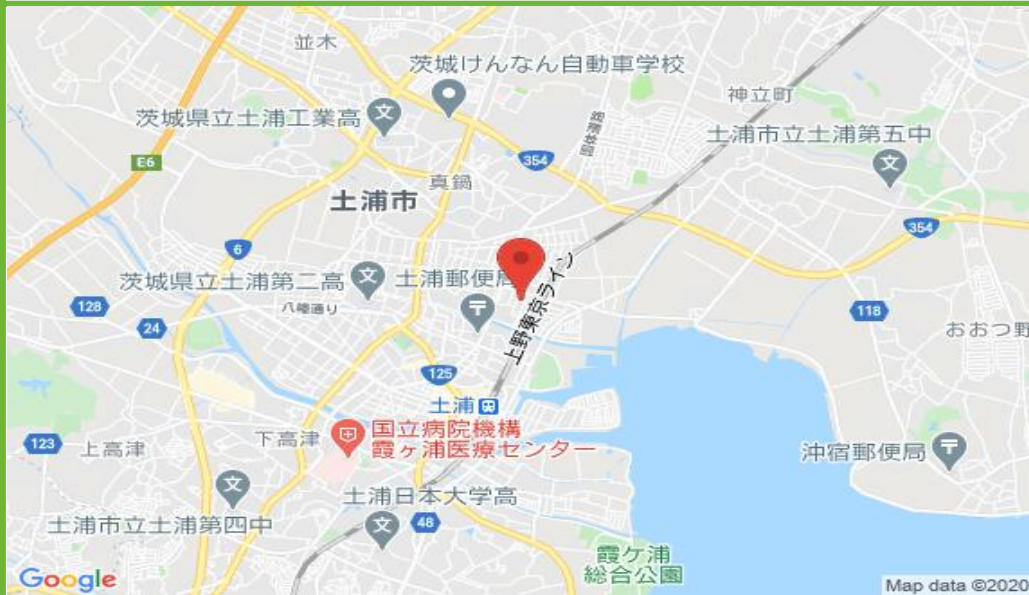 並木
茨城けんなん自動車学校
神立町
茨城県立土浦工業高
国体道路
土浦市立土浦第五中
E6
354
真鍋
土浦市
354
6
茨城県立土浦第二高
土浦郵便局
上野東京ライン
128
八幡通り
118
24
おおつ野
125
土浦
国立病院機構
霞ヶ浦医療センター
下高津
123
上高津
沖宿郵便局
土浦日本大学高
土浦市立土浦第四中
48
霞ケ浦
総合公園
Google
Map data ©2020